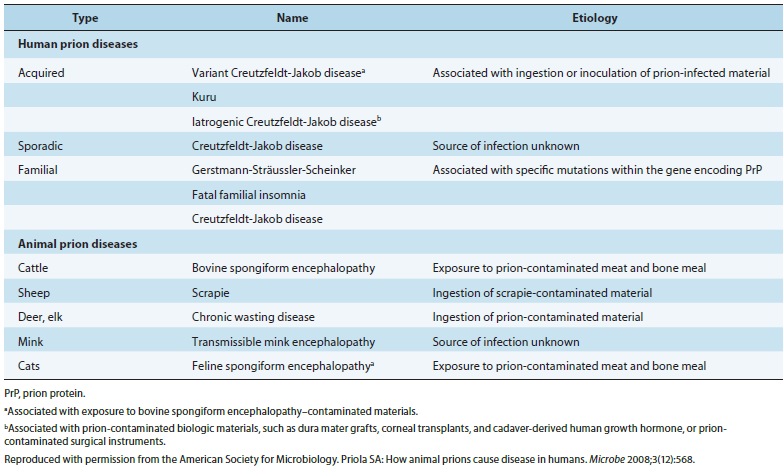 Type Name Etiology
Human prion diseases
Acquired Variant Creutzfeldt-Jakob diseaseᵃ Associated with ingestion or inoculation of prion-infected material
Kuru
Iatrogenic Creutzfeldt-Jakob diseaseᵇ
Sporadic Creutzfeldt-Jakob disease Source of infection unknown
Familial Gerstmann-Sträussler-Scheinker Associated with specific mutations within the gene encoding PrP
Fatal familial insomnia
Creutzfeldt-Jakob disease
Animal prion diseases
Cattle Bovine spongiform encephalopathy Exposure to prion-contaminated meat and bone meal
Sheep Scrapie Ingestion of scrapie-contaminated material
Deer, elk Chronic wasting disease Ingestion of prion-contaminated material
Mink Transmissible mink encephalopathy Source of infection unknown
Cats Feline spongiform encephalopathyᵃ Exposure to prion-contaminated meat and bone meal
PrP, prion protein.
ᵃAssociated with exposure to bovine spongiform encephalopathy–contaminated materials.
ᵇAssociated with prion-contaminated biologic materials, such as dura mater grafts, corneal transplants, and cadaver-derived human growth hormone, or prion-
contaminated surgical instruments.
Reproduced with permission from the American Society for Microbiology. Priola SA: How animal prions cause disease in humans. Microbe 2008;3(12):568.